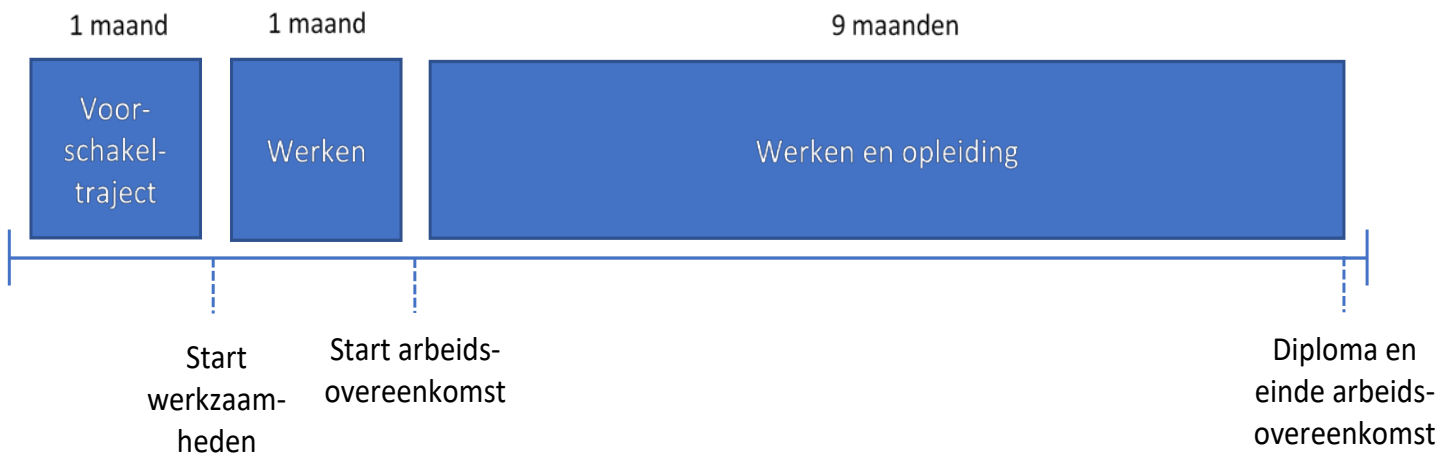 1 maand
1 maand
9 maanden
Voor-
schakel-
traject
Werken
Werken en opleiding
Start
werkzaam-
heden
Start arbeids-
overeenkomst
Diploma en
einde arbeids-
overeenkomst